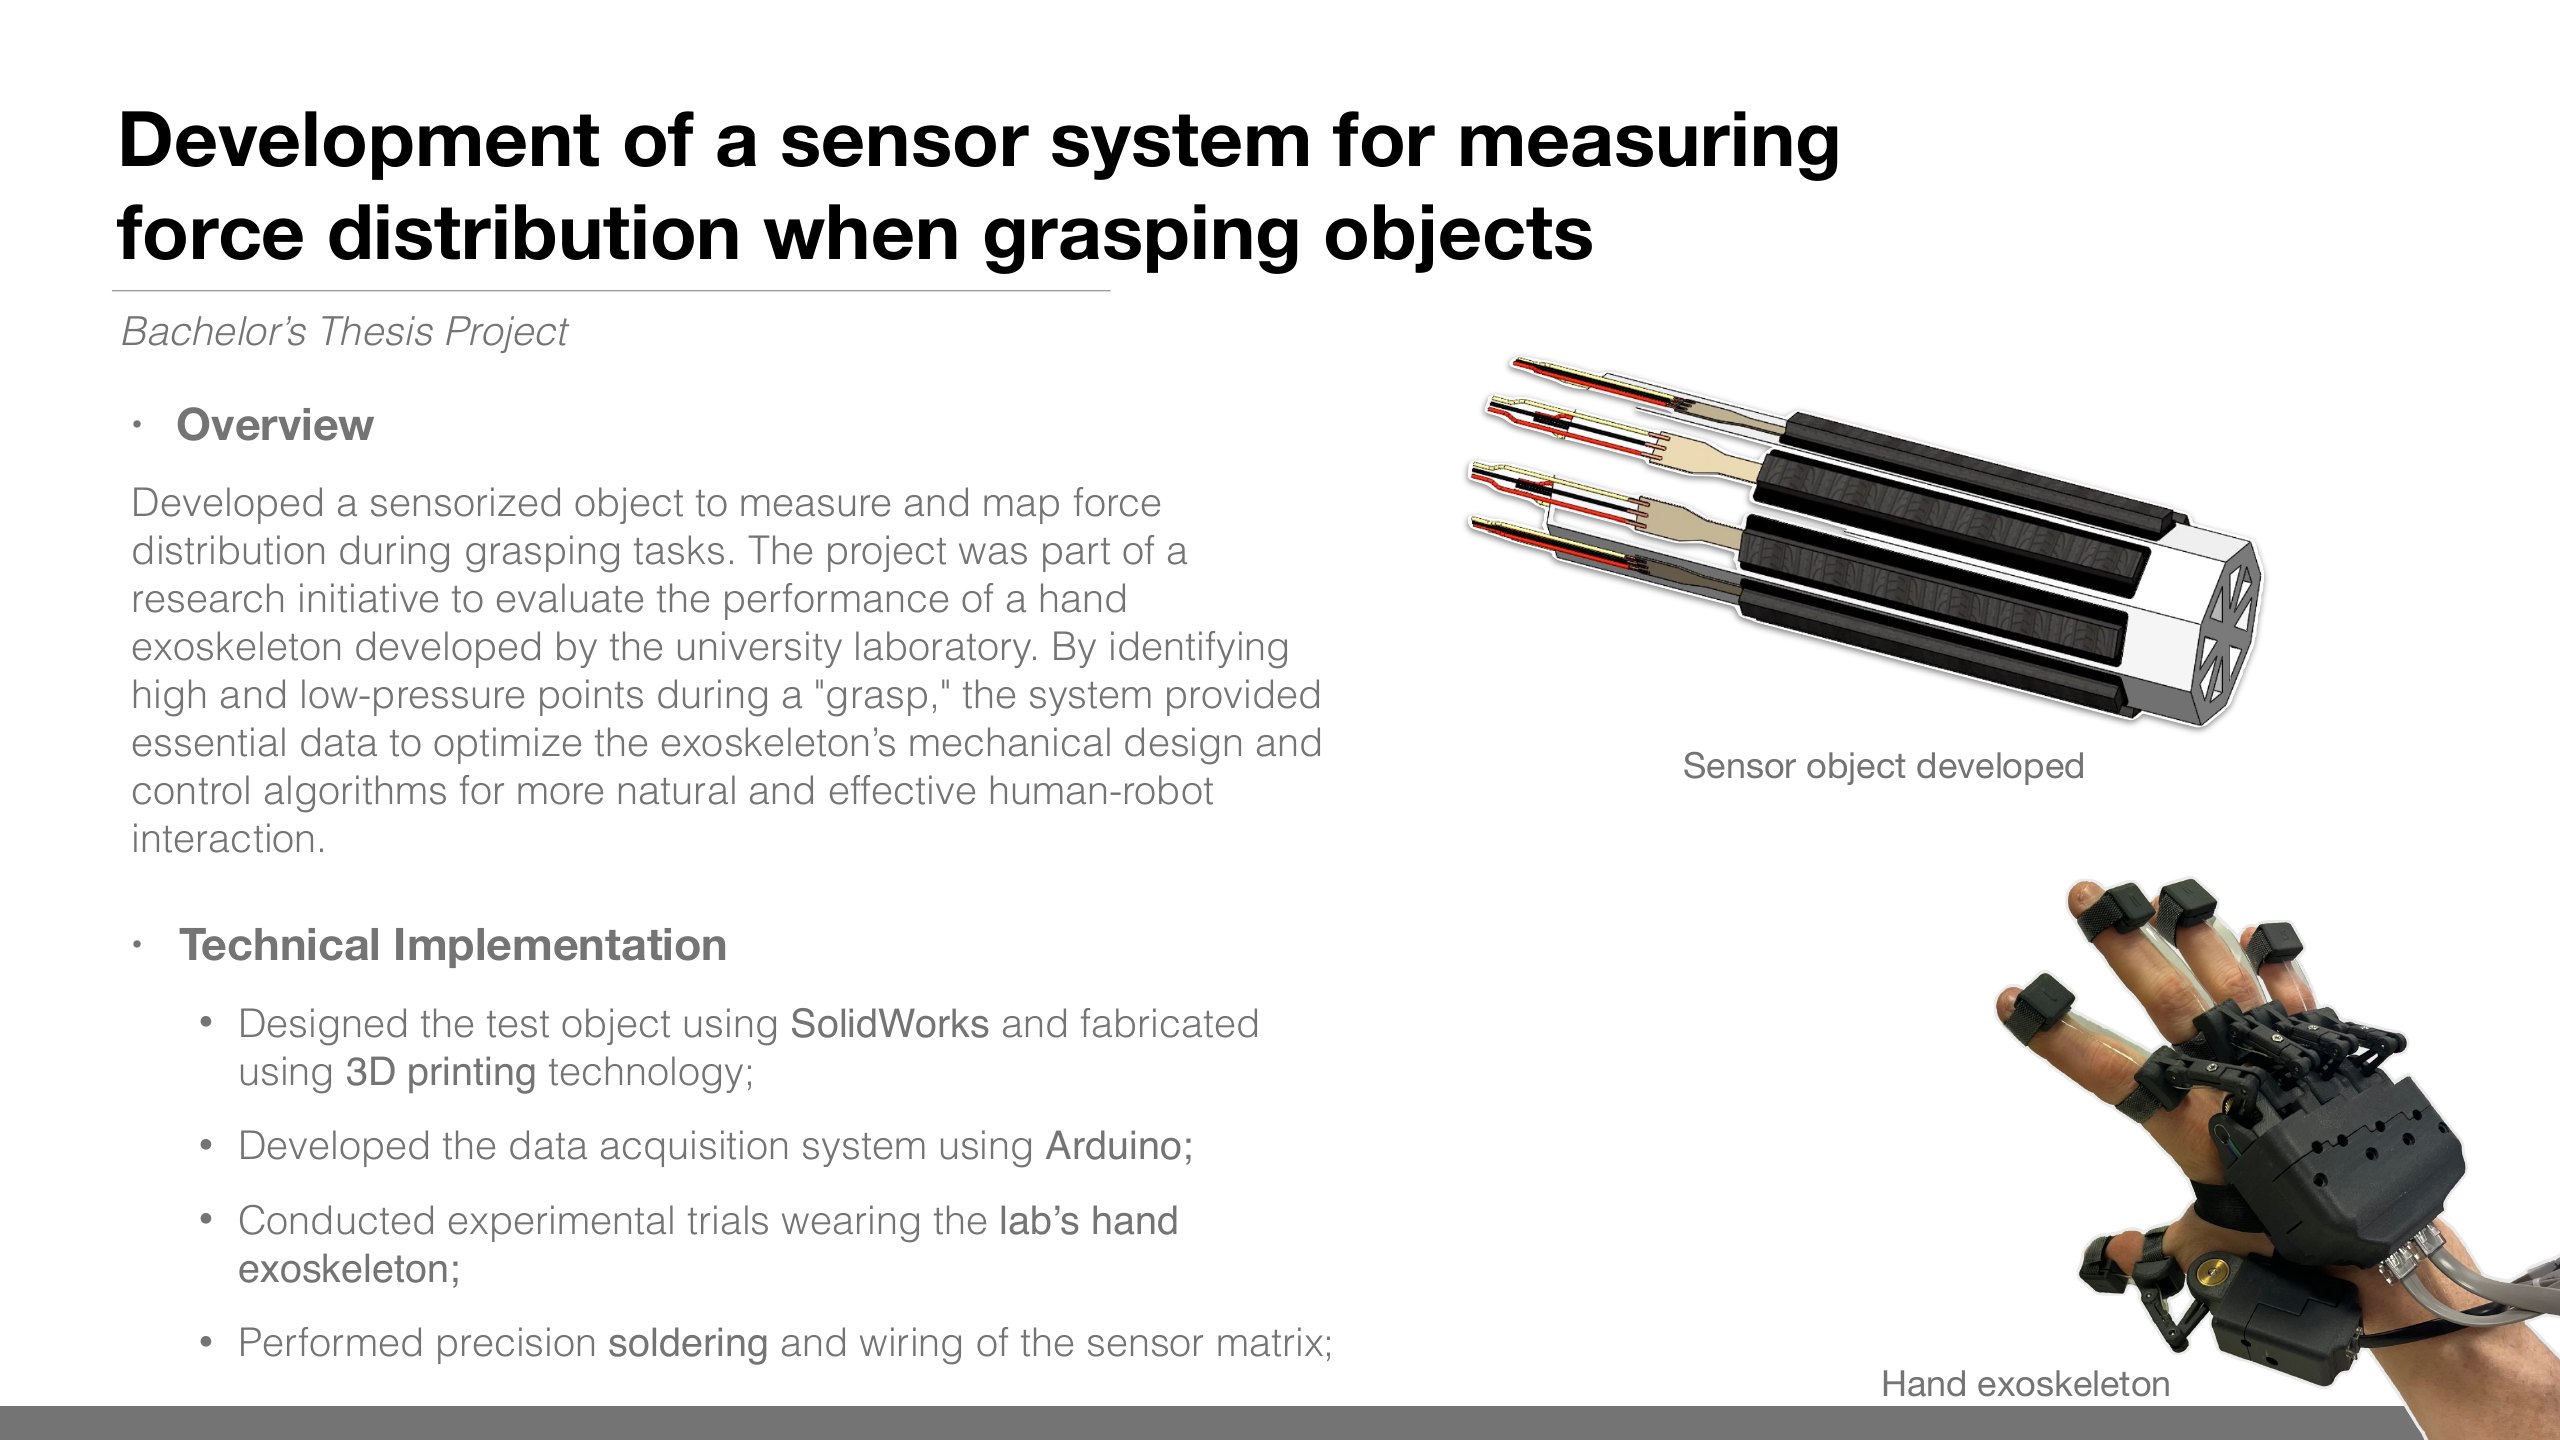 Development of a sensor system for measuring
force distribution when grasping objects
Bachelor’s Thesis Project
• Overview
Developed a sensorized object to measure and map force
distribution during grasping tasks. The project was part of a
research initiative to evaluate the performance of a hand
exoskeleton developed by the university laboratory. By identifying
high and low-pressure points during a "grasp," the system provided
essential data to optimize the exoskeleton’s mechanical design and
control algorithms for more natural and effective human-robot
interaction.
• Technical Implementation
• Designed the test object using SolidWorks and fabricated
using 3D printing technology;
• Developed the data acquisition system using Arduino;
• Conducted experimental trials wearing the lab’s hand
exoskeleton;
• Performed precision soldering and wiring of the sensor matrix;
Sensor object developed
Hand exoskeleton